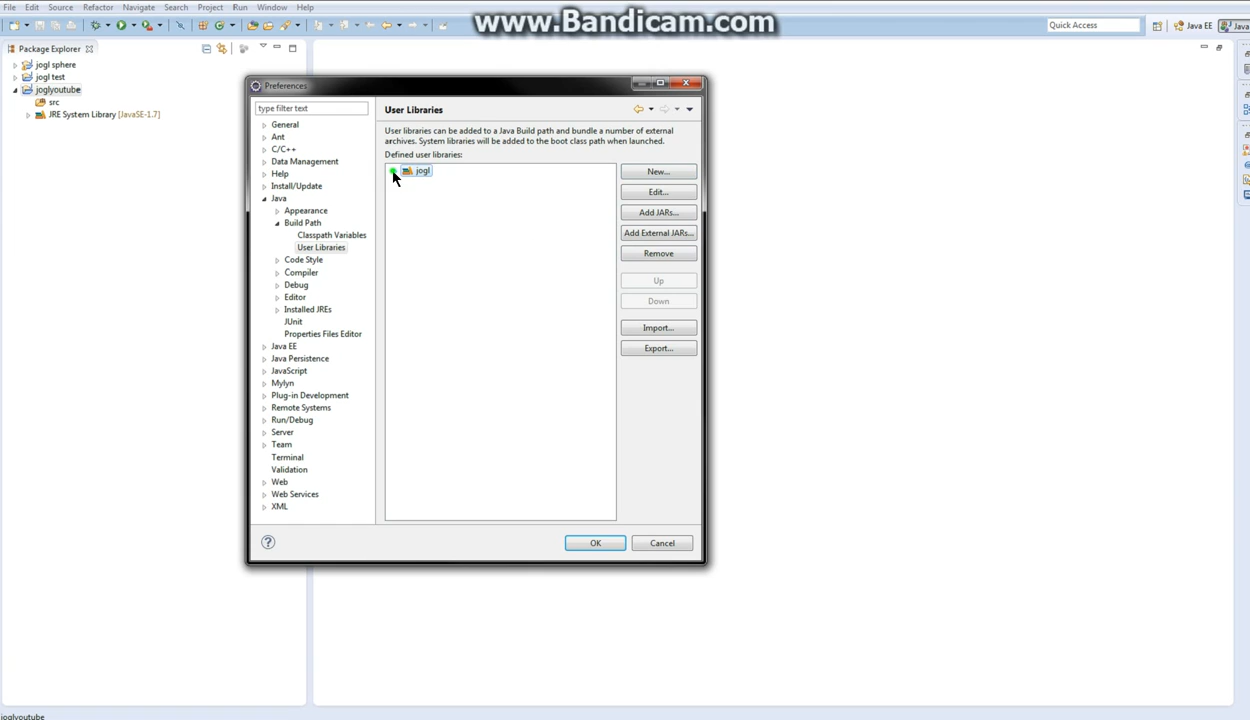 www.Bandicam.com
File Edit Source Refactor Navigate Search Project Run Window Help
Quick Access
Java EE
Java
Package Explorer
jogl sphere
jogl test
joglyoutube
src
JRE System Library [JavaSE-1.7]
Preferences
type filter text
General
Ant
C/C++
Data Management
Help
Install/Update
Java
Appearance
Build Path
Classpath Variables
User Libraries
Code Style
Compiler
Debug
Editor
Installed JREs
JUnit
Properties Files Editor
Java EE
Java Persistence
JavaScript
Mylyn
Plug-in Development
Remote Systems
Run/Debug
Server
Team
Terminal
Validation
Web
Web Services
XML
User Libraries
User libraries can be added to a Java Build path and bundle a number of external
archives. System libraries will be added to the boot class path when launched.
Defined user libraries:
jogl
New...
Edit...
Add JARs...
Add External JARs...
Remove
Up
Down
Import...
Export...
OK
Cancel
joglyoutube